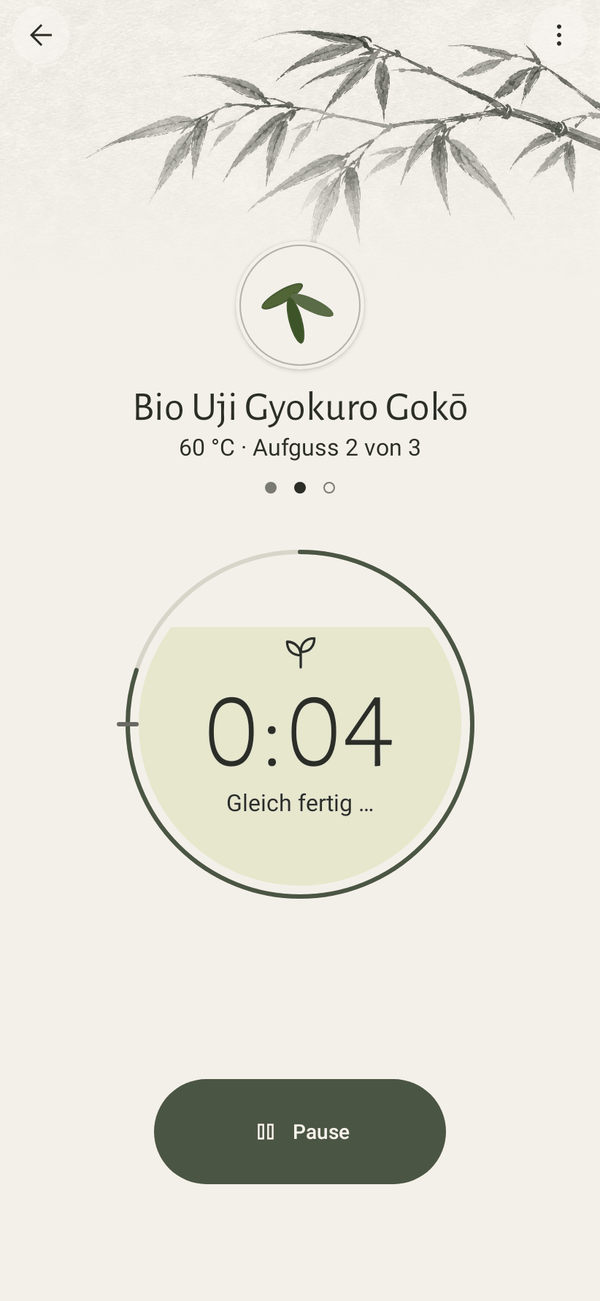 Bio Uji Gyokuro Gokō
60 °C · Aufguss 2 von 3
0:04
Gleich fertig ...
Pause